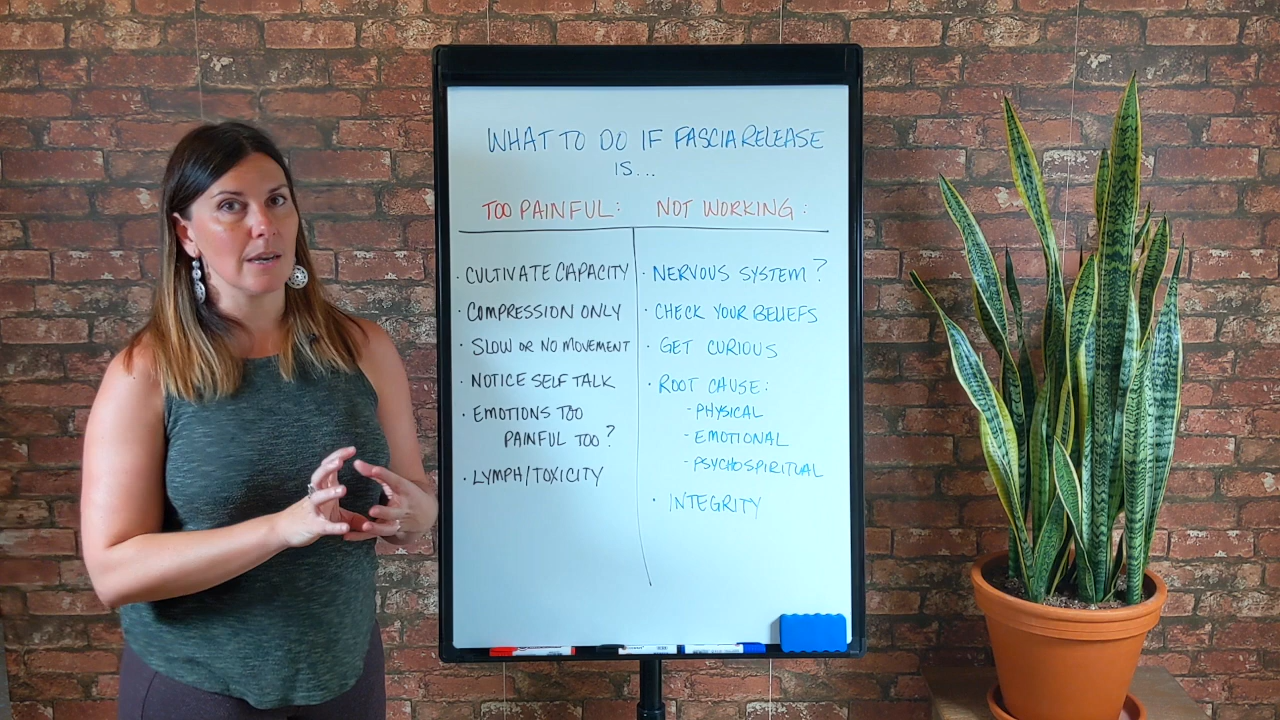 WHAT TO DO IF FASCIA RELEASE
IS...
TOO PAINFUL:
· CULTIVATE CAPACITY
· COMPRESSION ONLY
· SLOW OR NO MOVEMENT
· NOTICE SELF TALK
· EMOTIONS TOO
PAINFUL TOO?
· LYMPH/TOXICITY
NOT WORKING:
· NERVOUS SYSTEM?
· CHECK YOUR BELIEFS
· GET CURIOUS
· ROOT CAUSE:
- PHYSICAL
- EMOTIONAL
- PSYCHOSPIRITUAL
· INTEGRITY